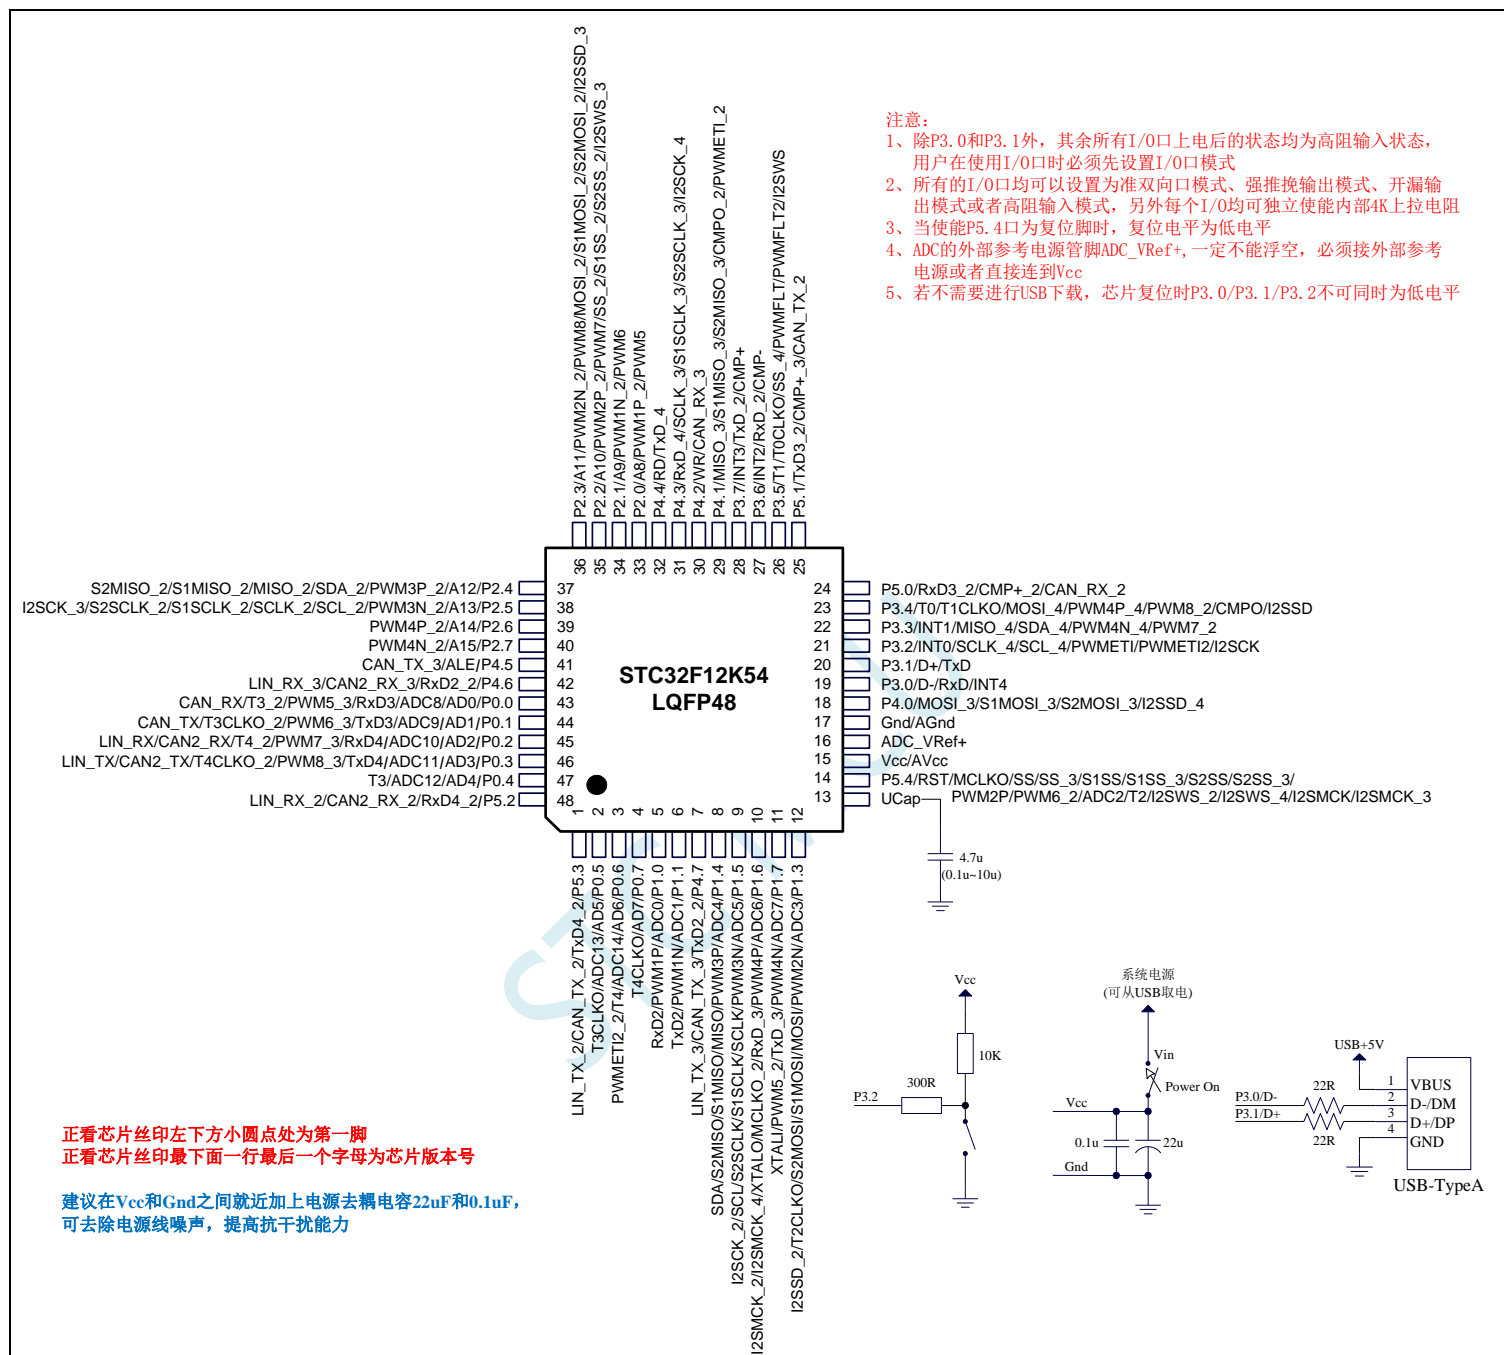 P2.3/A11/PWM2N_2/PWM8/MOSI_2/S1MOSI_2/S2MOSI_2/I2SSD_3
P2.2/A10/PWM2P_2/PWM7/SS_2/S1SS_2/S2SS_2/I2SWS_3
P2.1/A9/PWM1N_2/PWM6
P2.0/A8/PWM1P_2/PWM5
P4.4/RD/TxD_4
P4.3/RxD_4/SCLK_3/S1SCLK_3/S2SCLK_3/I2SCK_4
P4.2/WR/CAN_RX_3
P4.1/MISO_3/S1MISO_3/S2MISO_3/CMPO_2/PWMETI_2
P3.7/INT3/TxD_2/CMP+
P3.6/INT2/RxD_2/CMP-
P3.5/T1/T0CLKO/SS_4/PWMFLT/PWMFLT2/I2SWS
P5.1/TxD3_2/CMP+_3/CAN_TX_2
注意：
1、除P3.0和P3.1外，其余所有I/O口上电后的状态均为高阻输入状态，
用户在使用I/O口时必须先设置I/O口模式
2、所有的I/O口均可以设置为准双向口模式、强推挽输出模式、开漏输
出模式或者高阻输入模式，另外每个I/O均可独立使能内部4K上拉电阻
3、当使能P5.4口为复位脚时，复位电平为低电平
4、ADC的外部参考电源管脚ADC_VRef+,一定不能浮空，必须接外部参考
电源或者直接连到Vcc
5、若不需要进行USB下载，芯片复位时P3.0/P3.1/P3.2不可同时为低电平
36 35 34 33 32 31 30 29 28 27 26 25
S2MISO_2/S1MISO_2/MISO_2/SDA_2/PWM3P_2/A12/P2.4 37
I2SCK_3/S2SCLK_2/S1SCLK_2/SCLK_2/SCL_2/PWM3N_2/A13/P2.5 38
PWM4P_2/A14/P2.6 39
PWM4N_2/A15/P2.7 40
CAN_TX_3/ALE/P4.5 41
LIN_RX_3/CAN2_RX_3/RxD2_2/P4.6 42
CAN_RX/T3_2/PWM5_3/RxD3/ADC8/AD0/P0.0 43
CAN_TX/T3CLKO_2/PWM6_3/TxD3/ADC9/AD1/P0.1 44
LIN_RX/CAN2_RX/T4_2/PWM7_3/RxD4/ADC10/AD2/P0.2 45
LIN_TX/CAN2_TX/T4CLKO_2/PWM8_3/TxD4/ADC11/AD3/P0.3 46
T3/ADC12/AD4/P0.4 47
LIN_RX_2/CAN2_RX_2/RxD4_2/P5.2 48
STC32F12K54
LQFP48
24 P5.0/RxD3_2/CMP+_2/CAN_RX_2
23 P3.4/T0/T1CLKO/MOSI_4/PWM4P_4/PWM8_2/CMPO/I2SSD
22 P3.3/INT1/MISO_4/SDA_4/PWM4N_4/PWM7_2
21 P3.2/INT0/SCLK_4/SCL_4/PWMETI/PWMETI2/I2SCK
20 P3.1/D+/TxD
19 P3.0/D-/RxD/INT4
18 P4.0/MOSI_3/S1MOSI_3/S2MOSI_3/I2SSD_4
17 Gnd/AGnd
16 ADC_VRef+
15 Vcc/AVcc
14 P5.4/RST/MCLKO/SS/SS_3/S1SS/S1SS_3/S2SS/S2SS_3/
PWM2P/PWM6_2/ADC2/T2/I2SWS_2/I2SWS_4/I2SMCK/I2SMCK_3
13 UCap
1 2 3 4 5 6 7 8 9 10 11 12
LIN_TX_2/CAN_TX_2/TxD4_2/P5.3
T3CLKO/ADC13/AD5/P0.5
PWMETI2_2/T4/ADC14/AD6/P0.6
T4CLKO/AD7/P0.7
RxD2/PWM1P/ADC0/P1.0
TxD2/PWM1N/ADC1/P1.1
LIN_TX_3/CAN_TX_3/TxD2_2/P4.7
SDA/S2MISO/S1MISO/MISO/PWM3P/ADC4/P1.4
I2SCK_2/SCL/S2SCLK/S1SCLK/SCLK/PWM3N/ADC5/P1.5
I2SMCK_2/I2SMCK_4/XTALO/MCLKO_2/RxD_3/PWM4P/ADC6/P1.6
XTALI/PWM5_2/TxD_3/PWM4N/ADC7/P1.7
I2SSD_2/T2CLKO/S2MOSI/S1MOSI/MOSI/PWM2N/ADC3/P1.3
4.7u
(0.1u~10u)
Vcc
10K
300R
P3.2
系统电源
(可从USB取电)
Vin
Power On
Vcc
0.1u
22u
Gnd
USB+5V
P3.0/D-
P3.1/D+
22R
22R
1 VBUS
2 D-/DM
3 D+/DP
4 GND
USB-TypeA
正看芯片丝印左下方小圆点处为第一脚
正看芯片丝印最下面一行最后一个字母为芯片版本号
建议在Vcc和Gnd之间就近加上电源去耦电容22uF和0.1uF，
可去除电源线噪声，提高抗干扰能力